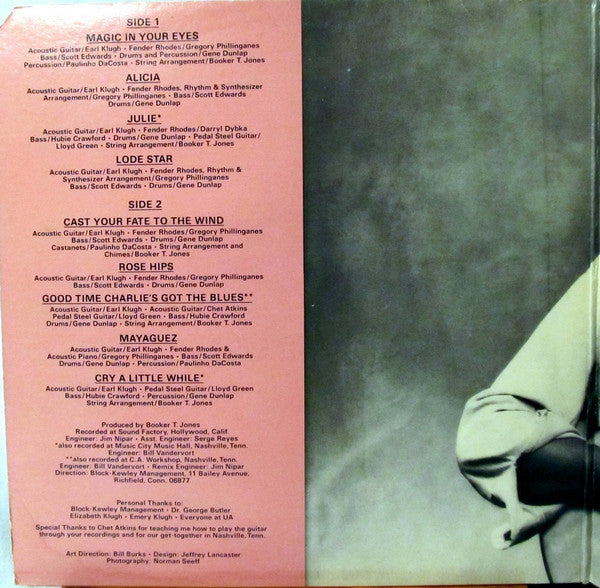 SIDE 1
MAGIC IN YOUR EYES
Acoustic Guitar/Earl Klugh • Fender Rhodes/Gregory Phillinganes
Bass/Scott Edwards • Drums and Percussion/Gene Dunlap
Percussion/Paulinho DaCosta • String Arrangement/Booker T. Jones
ALICIA
Acoustic Guitar/Earl Klugh • Fender Rhodes, Rhythm & Synthesizer
Arrangement/Gregory Phillinganes • Bass/Scott Edwards
Drums/Gene Dunlap
JULIE*
Acoustic Guitar/Earl Klugh • Fender Rhodes/Darryl Dybka
Bass/Hubie Crawford • Drums/Gene Dunlap • Pedal Steel Guitar/
Lloyd Green • String Arrangement/Booker T. Jones
LODE STAR
Acoustic Guitar/Earl Klugh • Fender Rhodes, Rhythm &
Synthesizer Arrangement/Gregory Phillinganes
Bass/Scott Edwards • Drums/Gene Dunlap
SIDE 2
CAST YOUR FATE TO THE WIND
Acoustic Guitar/Earl Klugh • Fender Rhodes/Gregory Phillinganes
Bass/Scott Edwards • Drums/Gene Dunlap
Castanets/Paulinho DaCosta • String Arrangement and
Chimes/Booker T. Jones
ROSE HIPS
Acoustic Guitar/Earl Klugh • Fender Rhodes/Gregory Phillinganes
Bass/Scott Edwards • Drums/Gene Dunlap
GOOD TIME CHARLIE'S GOT THE BLUES**
Acoustic Guitar/Earl Klugh • Acoustic Guitar/Chet Atkins
Pedal Steel Guitar/Lloyd Green • Bass/Hubie Crawford
Drums/Gene Dunlap • String Arrangement/Booker T. Jones
MAYAGUEZ
Acoustic Guitar/Earl Klugh • Fender Rhodes &
Acoustic Piano/Gregory Phillinganes • Bass/Scott Edwards
Drums/Gene Dunlap • Percussion/Paulinho DaCosta
CRY A LITTLE WHILE*
Acoustic Guitar/Earl Klugh • Pedal Steel Guitar/Lloyd Green
Bass/Hubie Crawford • Percussion/Gene Dunlap
String Arrangement/Booker T. Jones
Produced by Booker T. Jones
Recorded at Sound Factory, Hollywood, Calif.
Engineer: Jim Nipar • Asst. Engineer: Serge Reyes
*also recorded at Music City Music Hall, Nashville, Tenn.
Engineer: Bill Vandervort
**also recorded at C.A. Workshop, Nashville, Tenn.
Engineer: Bill Vandervort • Remix Engineer: Jim Nipar
Direction: Block-Kewley Management, 11 Bailey Avenue,
Richfield, Conn. 06877
Personal Thanks to:
Block-Kewley Management • Dr. George Butler
Elizabeth Klugh • Emery Klugh • Everyone at UA
Special Thanks to Chet Atkins for teaching me how to play the guitar
through your recordings and for our get-together in Nashville, Tenn.
Art Direction: Bill Burks • Design: Jeffrey Lancaster
Photography: Norman Seeff